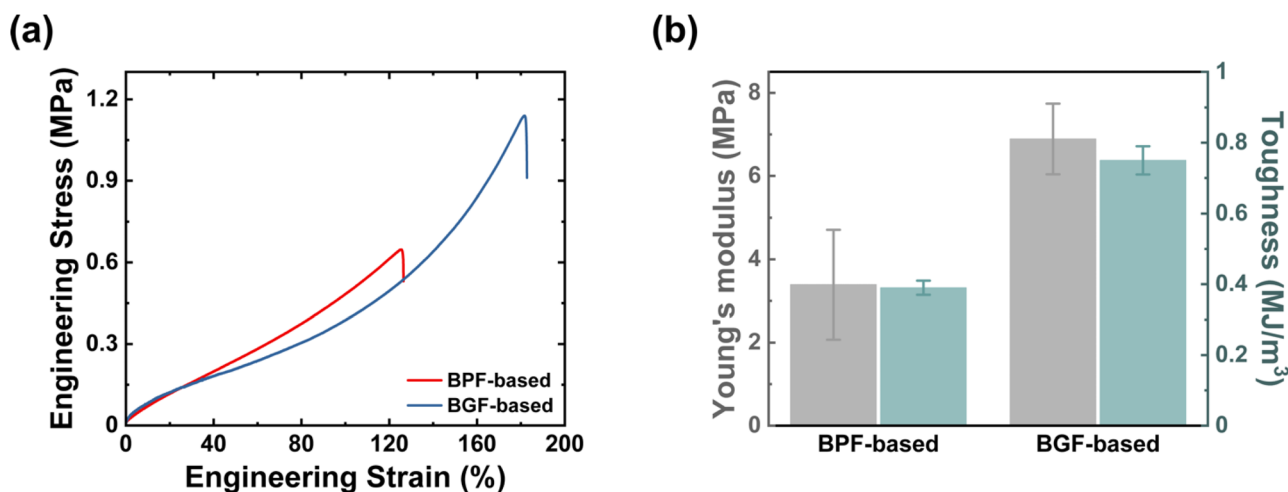 (a)
Engineering Stress (MPa)
1.2
0.9
0.6
0.3
0
0 40 80 120 160 200
Engineering Strain (%)
BPF-based
BGF-based
(b)
Young's modulus (MPa)
8
6
4
2
0
BPF-based BGF-based
1
0.8
0.6
0.4
0.2
0
Toughness (MJ/m³)